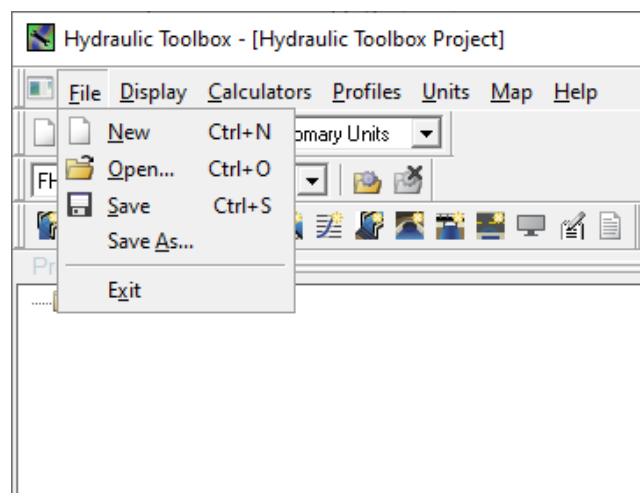 Hydraulic Toolbox - [Hydraulic Toolbox Project]
File Display Calculators Profiles Units Map Help
New Ctrl+N
Units
Open... Ctrl+O
Save Ctrl+S
Save As...
Exit